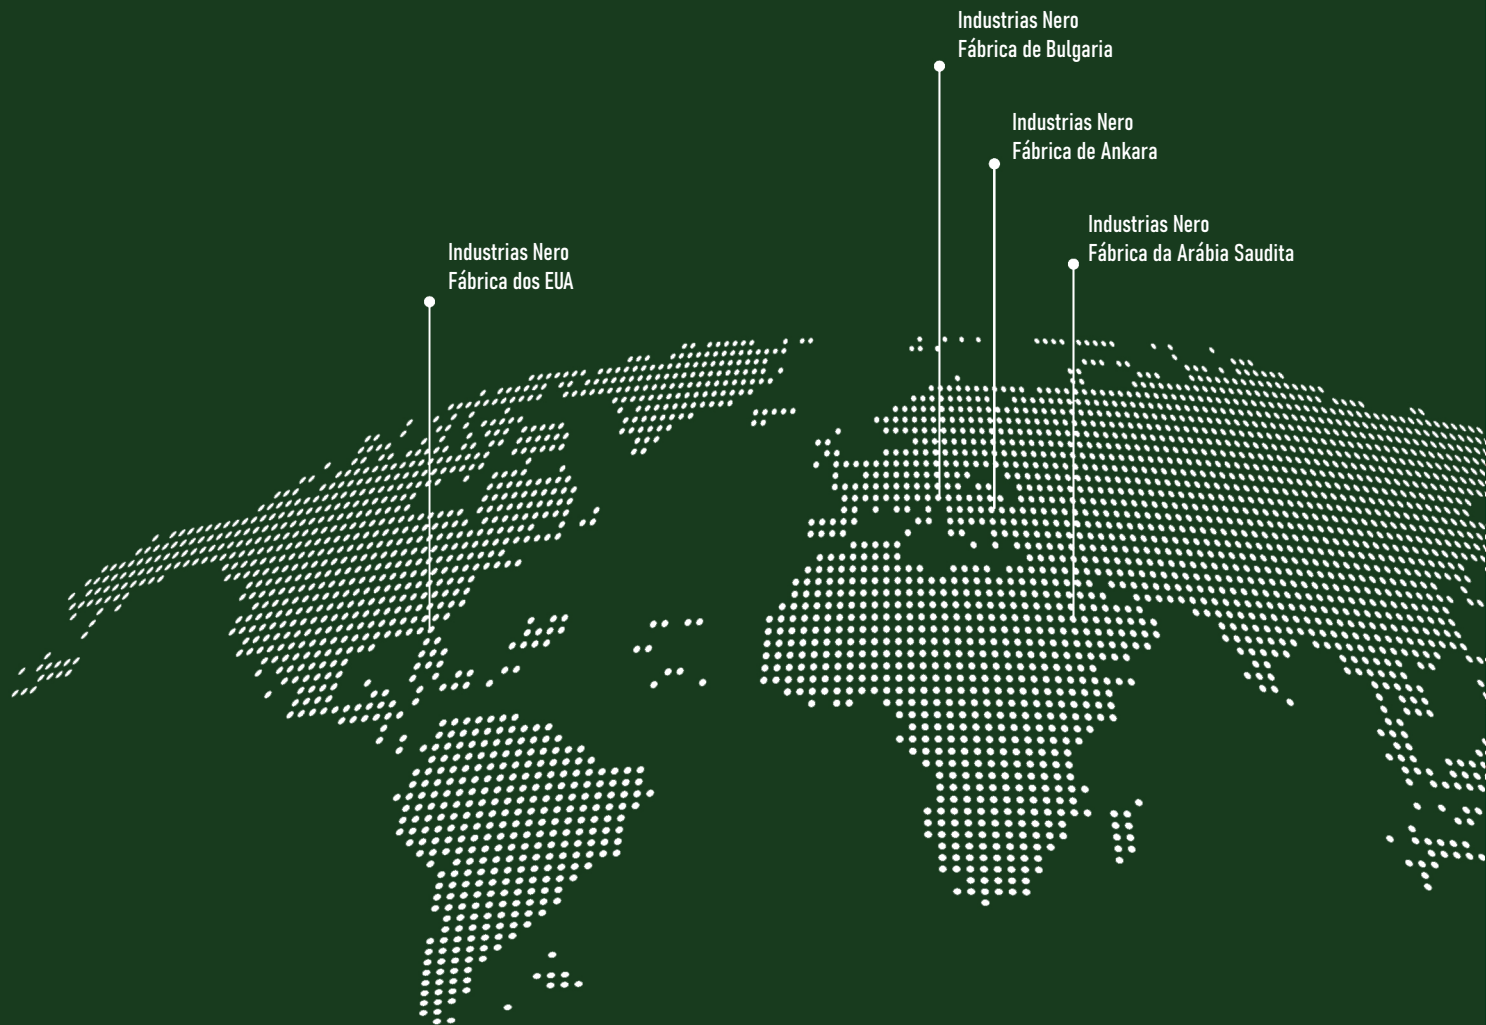 Industrias Nero
Fábrica de Bulgaria
Industrias Nero
Fábrica de Ankara
Industrias Nero
Fábrica da Arábia Saudita
Industrias Nero
Fábrica dos EUA